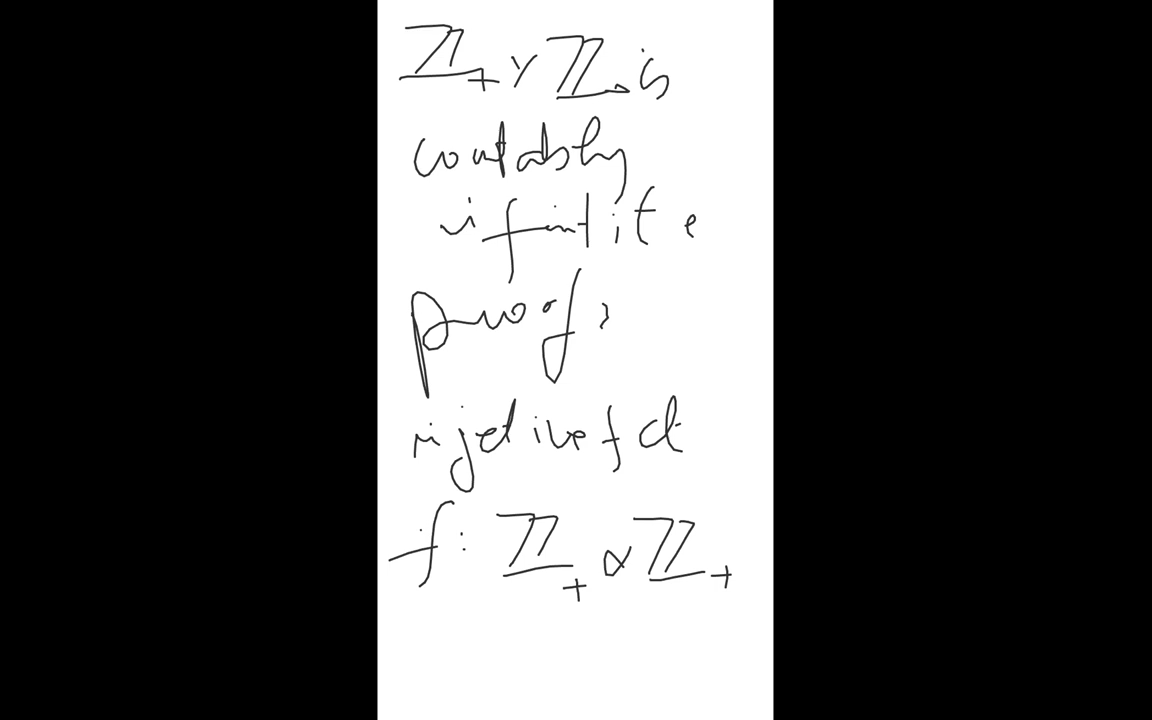 ℤ₊ × ℤ₊ is
countably
infinite
proof:
injective fct
f: ℤ₊ × ℤ₊